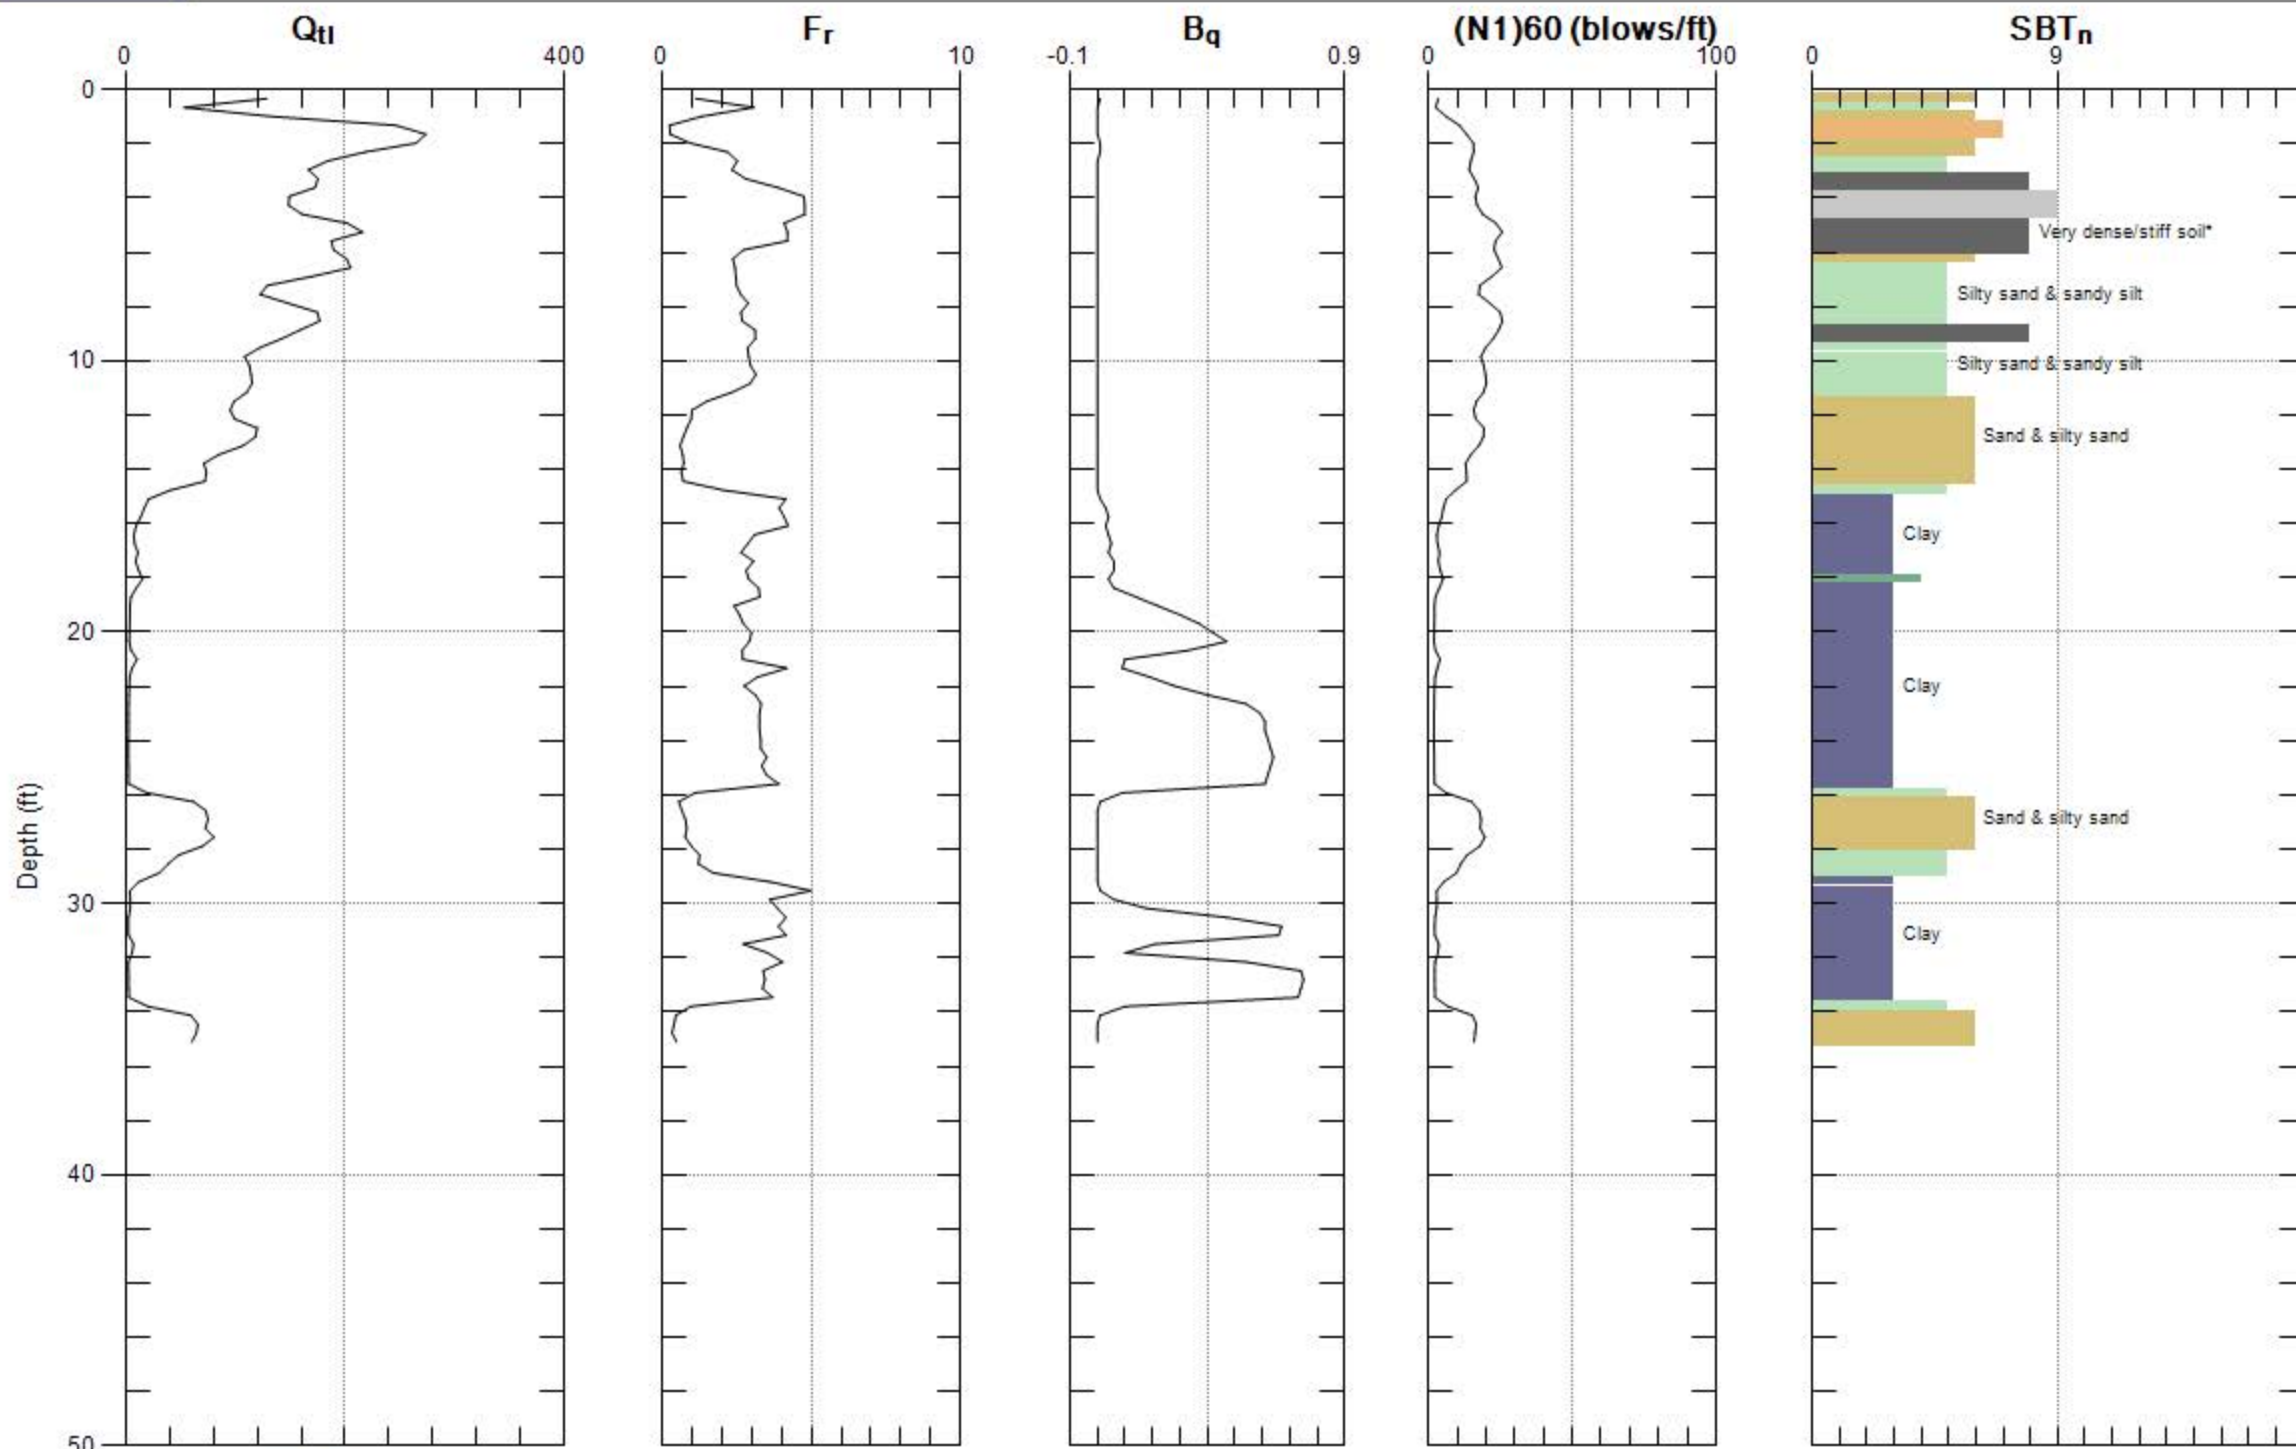 Qtl Fr Bq (N1)60 (blows/ft) SBTn
0 400 0 10 -0.1 0.9 0 100 0 9
0
Very dense/stiff soil*
Silty sand & sandy silt
10
Silty sand & sandy silt
Sand & silty sand
Clay
20
Clay
Depth (ft)
Sand & silty sand
30
Clay
40
50